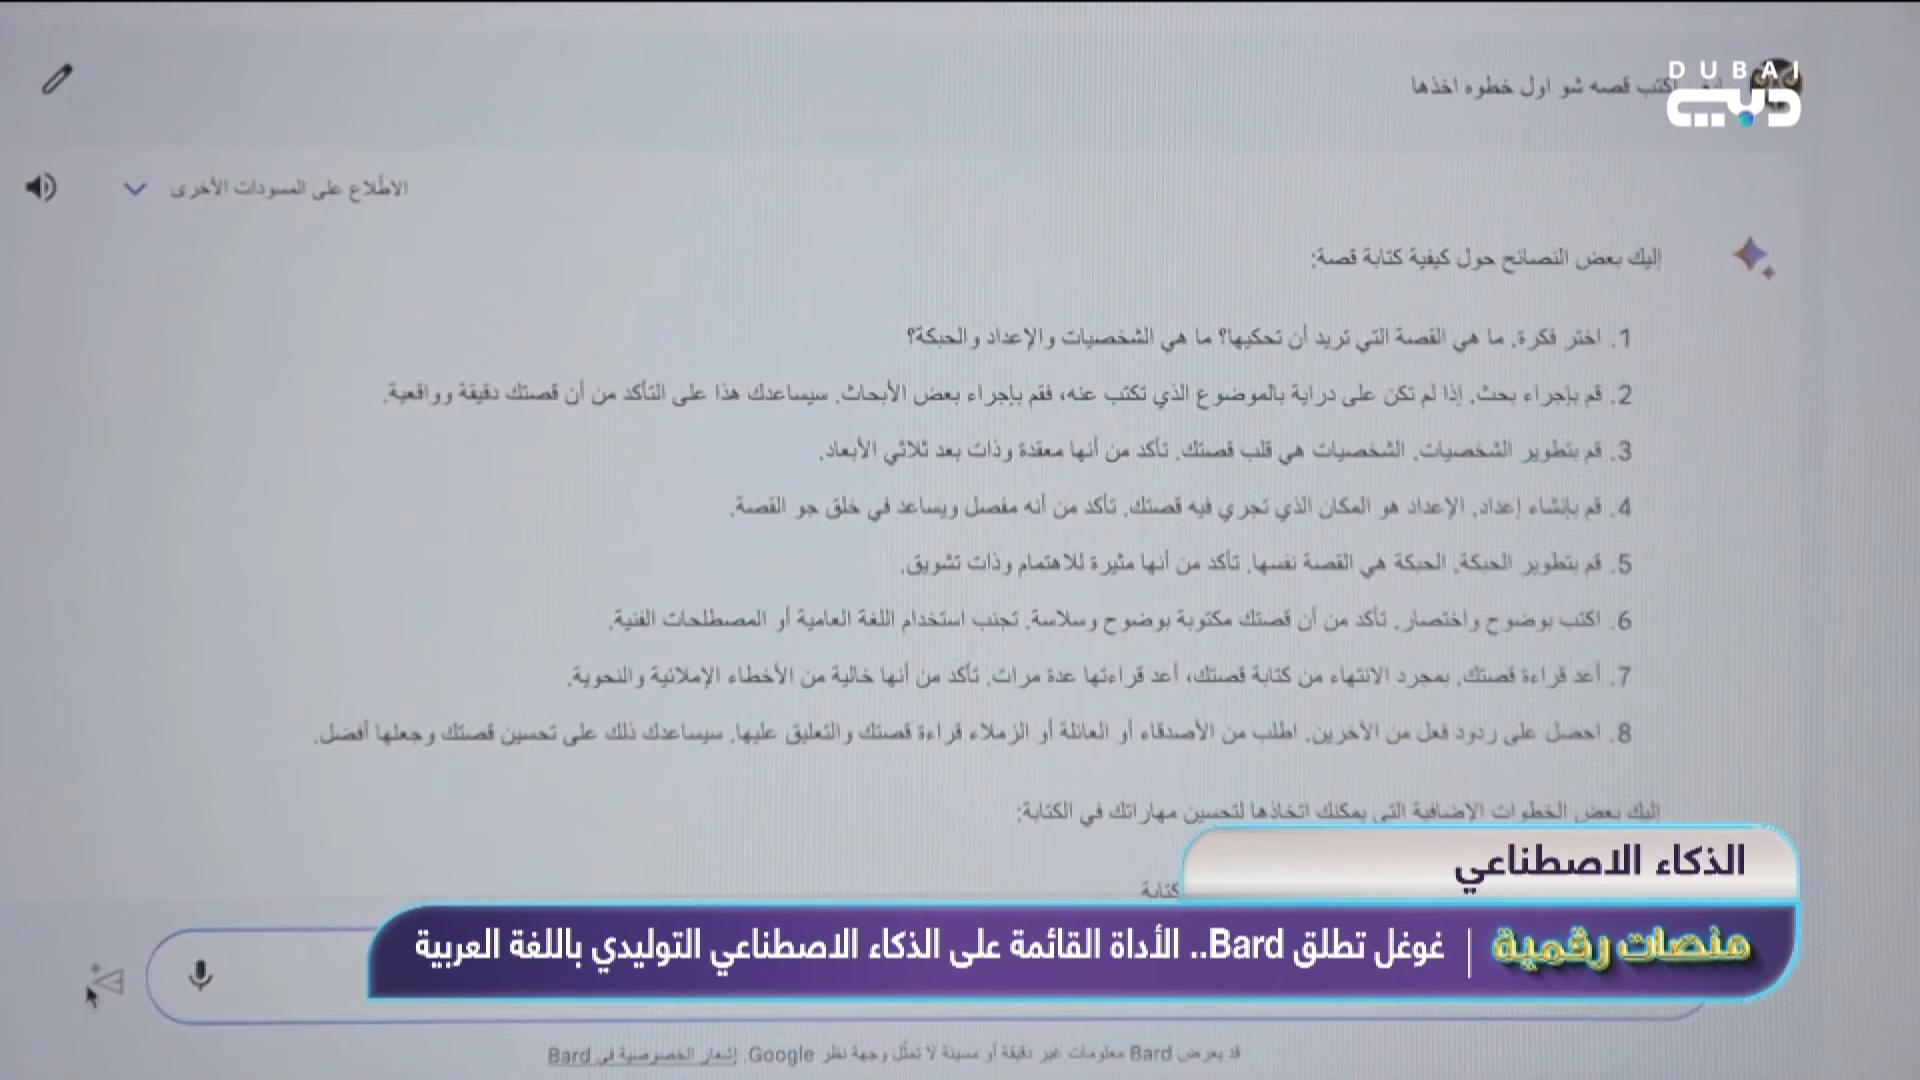 DUBAI
دبي
اكتب قصه شو اول خطوه اخذها
الاطّلاع على المسودات الأخرى
إليك بعض النصائح حول كيفية كتابة قصة:
1. اختر فكرة. ما هي القصة التي تريد أن تحكيها؟ ما هي الشخصيات والإعداد والحبكة؟
2. قم بإجراء بحث. إذا لم تكن على دراية بالموضوع الذي تكتب عنه، فقم بإجراء بعض الأبحاث. سيساعدك هذا على التأكد من أن قصتك دقيقة وواقعية.
3. قم بتطوير الشخصيات. الشخصيات هي قلب قصتك. تأكد من أنها معقدة وذات بعد ثلاثي الأبعاد.
4. قم بإنشاء إعداد. الإعداد هو المكان الذي تجري فيه قصتك. تأكد من أنه مفصل ويساعد في خلق جو القصة.
5. قم بتطوير الحبكة. الحبكة هي القصة نفسها. تأكد من أنها مثيرة للاهتمام وذات تشويق.
6. اكتب بوضوح واختصار. تأكد من أن قصتك مكتوبة بوضوح وسلاسة. تجنب استخدام اللغة العامية أو المصطلحات الفنية.
7. أعد قراءة قصتك. بمجرد الانتهاء من كتابة قصتك، أعد قراءتها عدة مرات. تأكد من أنها خالية من الأخطاء الإملائية والنحوية.
8. احصل على ردود فعل من الآخرين. اطلب من الأصدقاء أو العائلة أو الزملاء قراءة قصتك والتعليق عليها. سيساعدك ذلك على تحسين قصتك وجعلها أفضل.
إليك بعض الخطوات الإضافية التي يمكنك اتخاذها لتحسين مهاراتك في الكتابة:
الذكاء الاصطناعي
كتابة
منصات رقمية | غوغل تطلق Bard.. الأداة القائمة على الذكاء الاصطناعي التوليدي باللغة العربية
قد يعرض Bard معلومات غير دقيقة أو مسيئة لا تمثّل وجهة نظر Google. إشعار الخصوصية في Bard